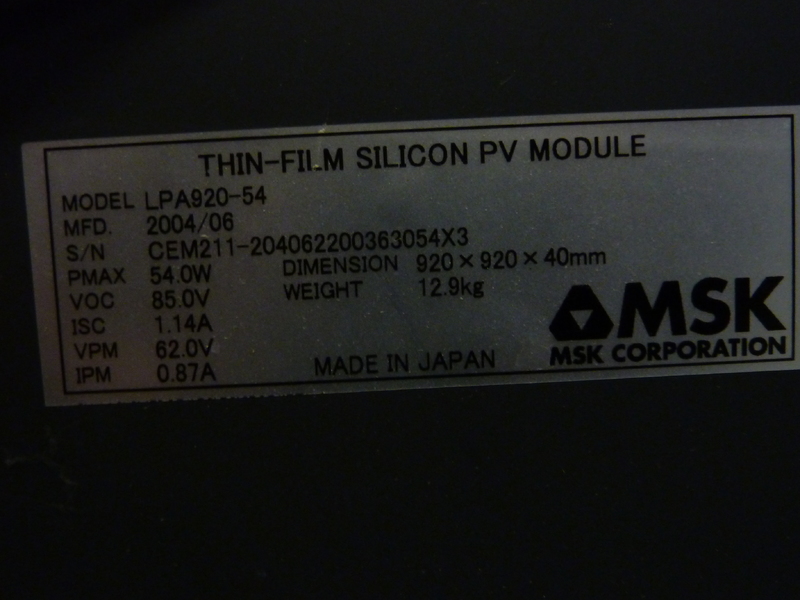 THIN-FILM SILICON PV MODULE
MODEL LPA920-54
MFD. 2004/06
S/N CEM211-204062200363054X3
PMAX 54.0W DIMENSION 920×920×40mm
VOC 85.0V WEIGHT 12.9kg
ISC 1.14A
VPM 62.0V
IPM 0.87A MADE IN JAPAN
MSK
MSK CORPORATION